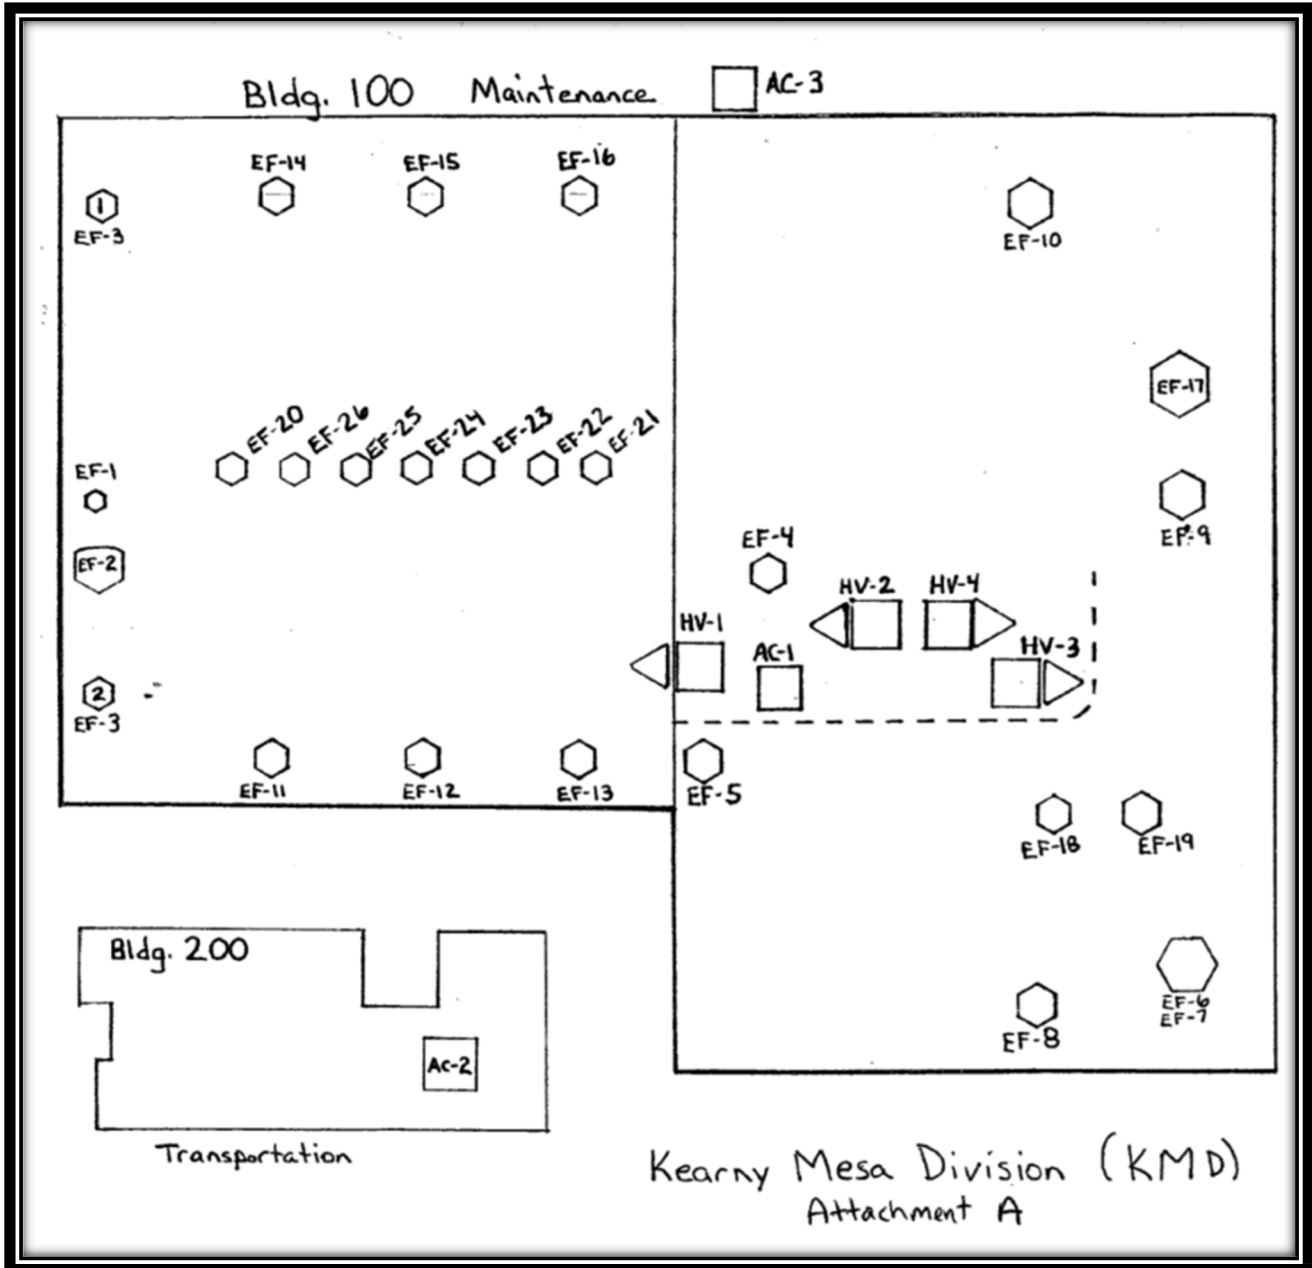 Bldg. 100 Maintenance
AC-3
EF-14
EF-15
EF-16
1
EF-3
EF-10
EF-17
EF-20
EF-26
EF-25
EF-24
EF-23
EF-22
EF-21
EF-1
EF-9
EF-2
EF-4
HV-2
HV-4
HV-1
AC-1
HV-3
2
EF-3
EF-11
EF-12
EF-13
EF-5
EF-18
EF-19
Bldg. 200
AC-2
EF-6
EF-7
EF-8
Transportation
Kearny Mesa Division (KMD)
Attachment A